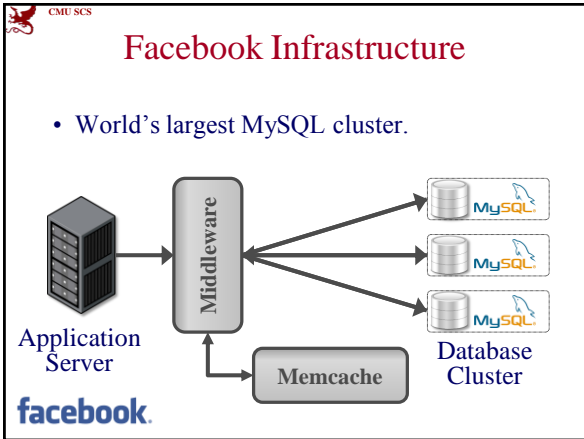 CMU SCS
Facebook Infrastructure
• World's largest MySQL cluster.
Middleware
MySQL®
MySQL®
MySQL®
Application
Server
Database
Cluster
Memcache
facebook.